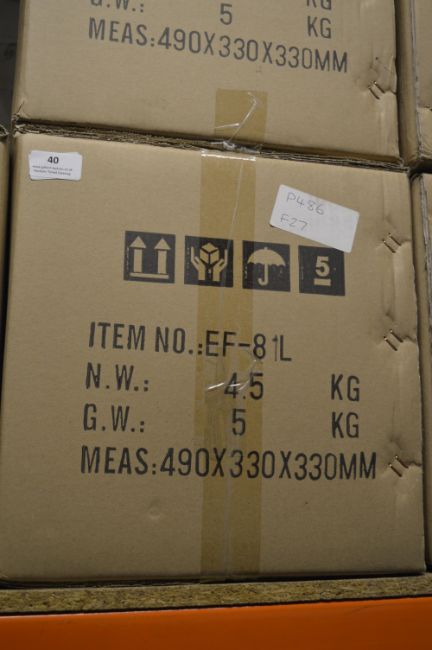 G.W.: 5 KG
MEAS:490X330X330MM
40
P486
F27
5
ITEM NO.:EF-81L
N.W.: 4.5 KG
G.W.: 5 KG
MEAS:490X330X330MM